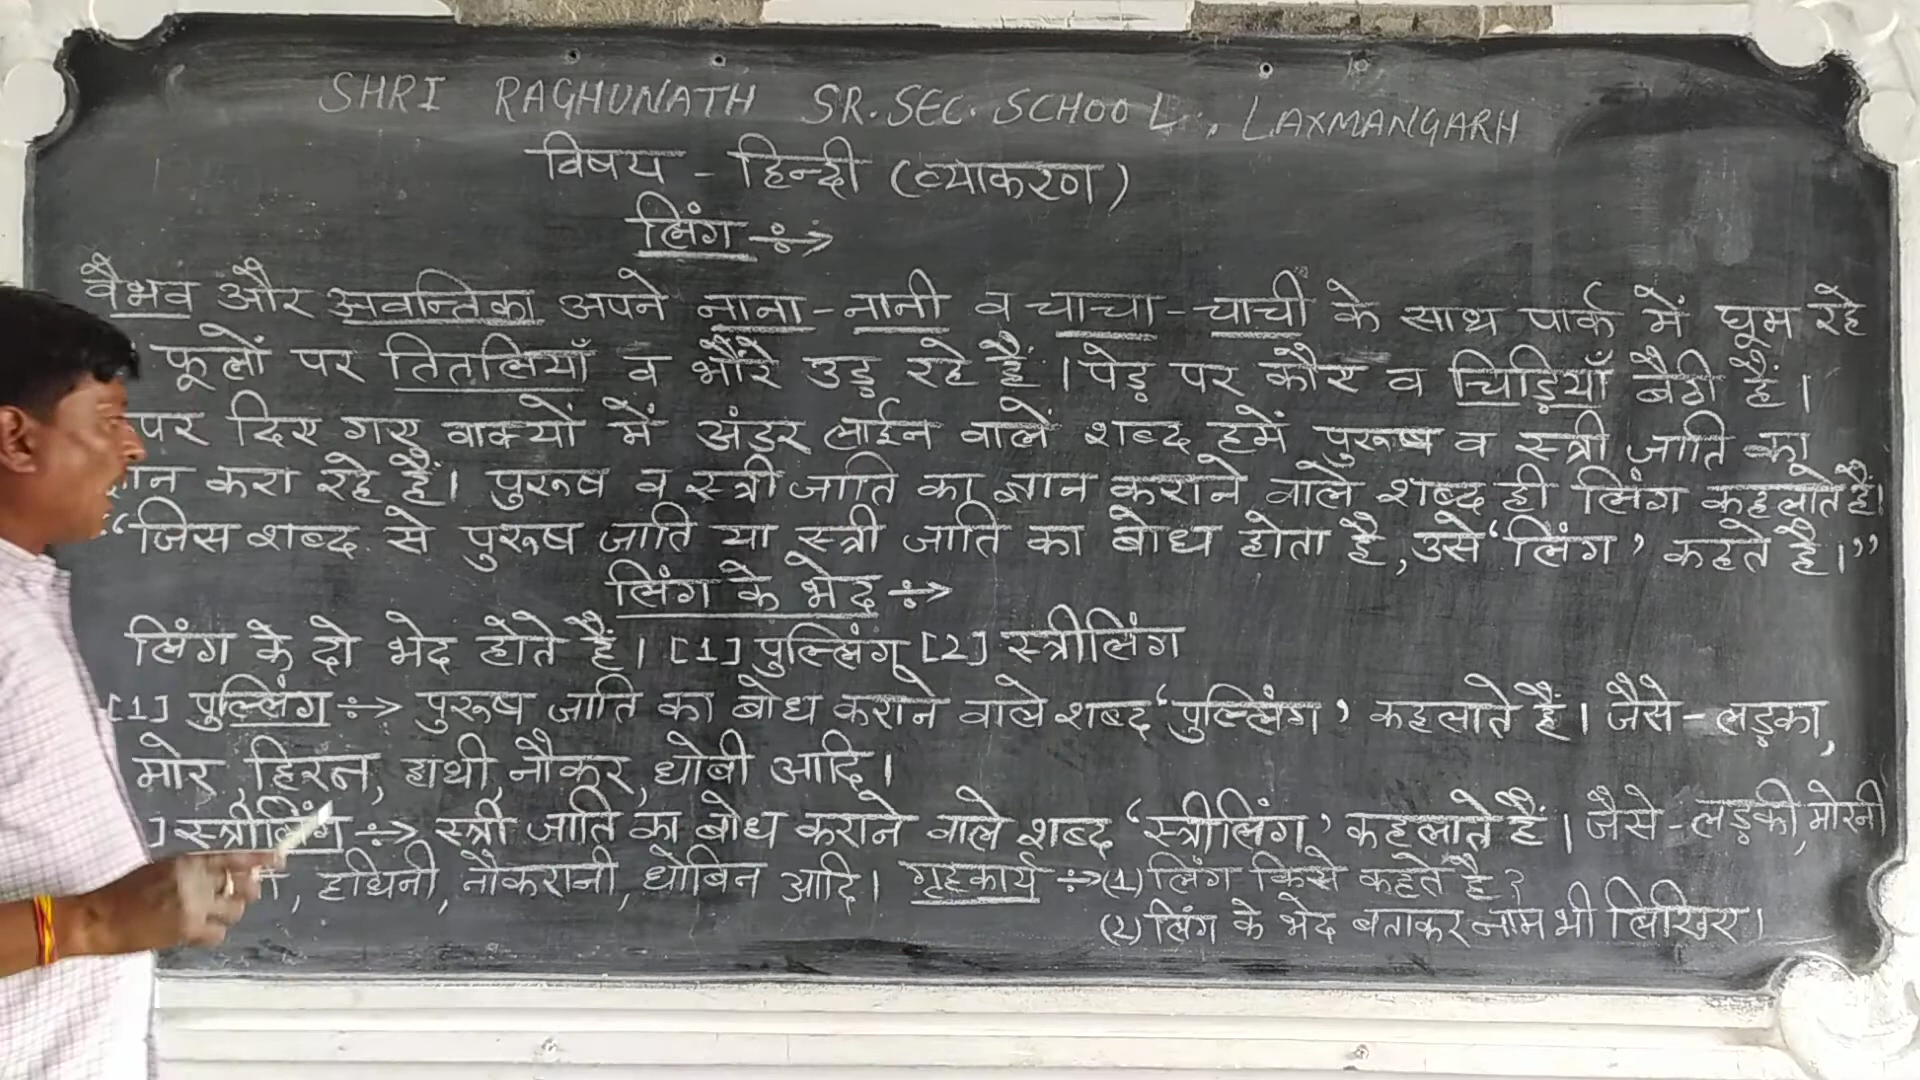 SHRI RAGHUNATH SR. SEC. SCHOOL, LAXMANGARH
विषय - हिन्दी (व्याकरण)
लिंग ÷→
वैभव और अवन्तिका अपने नाना - नानी व चाचा - चाची के साथ पार्क में घूम रहे
फूलों पर तितलियाँ व भौंरे उड़ रहे हैं। पेड़ पर कौए व चिड़ियाँ बैठी हैं।
पर दिए गए वाक्यों में अंडर लाईन वाले शब्द हमें पुरूष व स्त्री जाति का
करा रहे हैं। पुरूष व स्त्री जाति का ज्ञान कराने वाले शब्द ही लिंग कहलाते हैं।
“जिस शब्द से पुरूष जाति या स्त्री जाति का बोध होता है, उसे ‘लिंग’ कहते है।”
लिंग के भेद ÷→
लिंग के दो भेद होते हैं। [1] पुल्लिंग [2] स्त्रीलिंग
[1] पुल्लिंग ÷→ पुरूष जाति का बोध कराने वाले शब्द ‘पुल्लिंग’ कहलाते हैं। जैसे - लड़का,
मोर, हिरन, हाथी, नौकर, धोबी आदि।
] स्त्रीलिंग ÷→ स्त्री जाति का बोध कराने वाले शब्द ‘स्त्रीलिंग’ कहलाते हैं। जैसे - लड़की, मोरनी
, हथिनी, नौकरानी, धोबिन आदि। गृहकार्य ÷→ (1) लिंग किसे कहते है?
(2) लिंग के भेद बताकर नाम भी लिखिए।